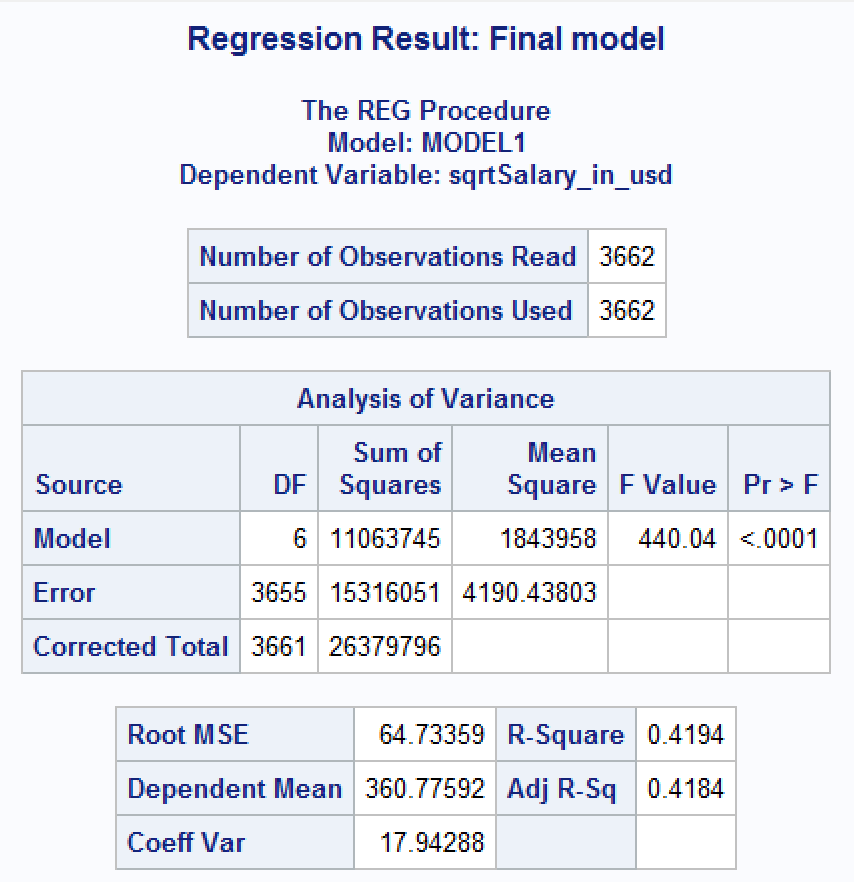 Regression Result: Final model
The REG Procedure
Model: MODEL1
Dependent Variable: sqrtSalary_in_usd
Number of Observations Read 3662
Number of Observations Used 3662
Analysis of Variance
Source DF Sum of Squares Mean Square F Value Pr > F
Model 6 11063745 1843958 440.04 <.0001
Error 3655 15316051 4190.43803
Corrected Total 3661 26379796
Root MSE 64.73359 R-Square 0.4194
Dependent Mean 360.77592 Adj R-Sq 0.4184
Coeff Var 17.94288